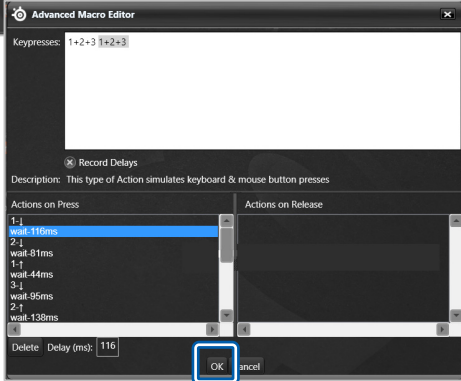 Advanced Macro Editor
Keypresses: 1+2+3 1+2+3
Record Delays
Description: This type of Action simulates keyboard & mouse button presses
Actions on Press
Actions on Release
1-↓
wait-116ms
2-↓
wait-81ms
1-↑
wait-44ms
3-↓
wait-95ms
2-↑
wait-138ms
Delete Delay (ms): 116
OK ancel